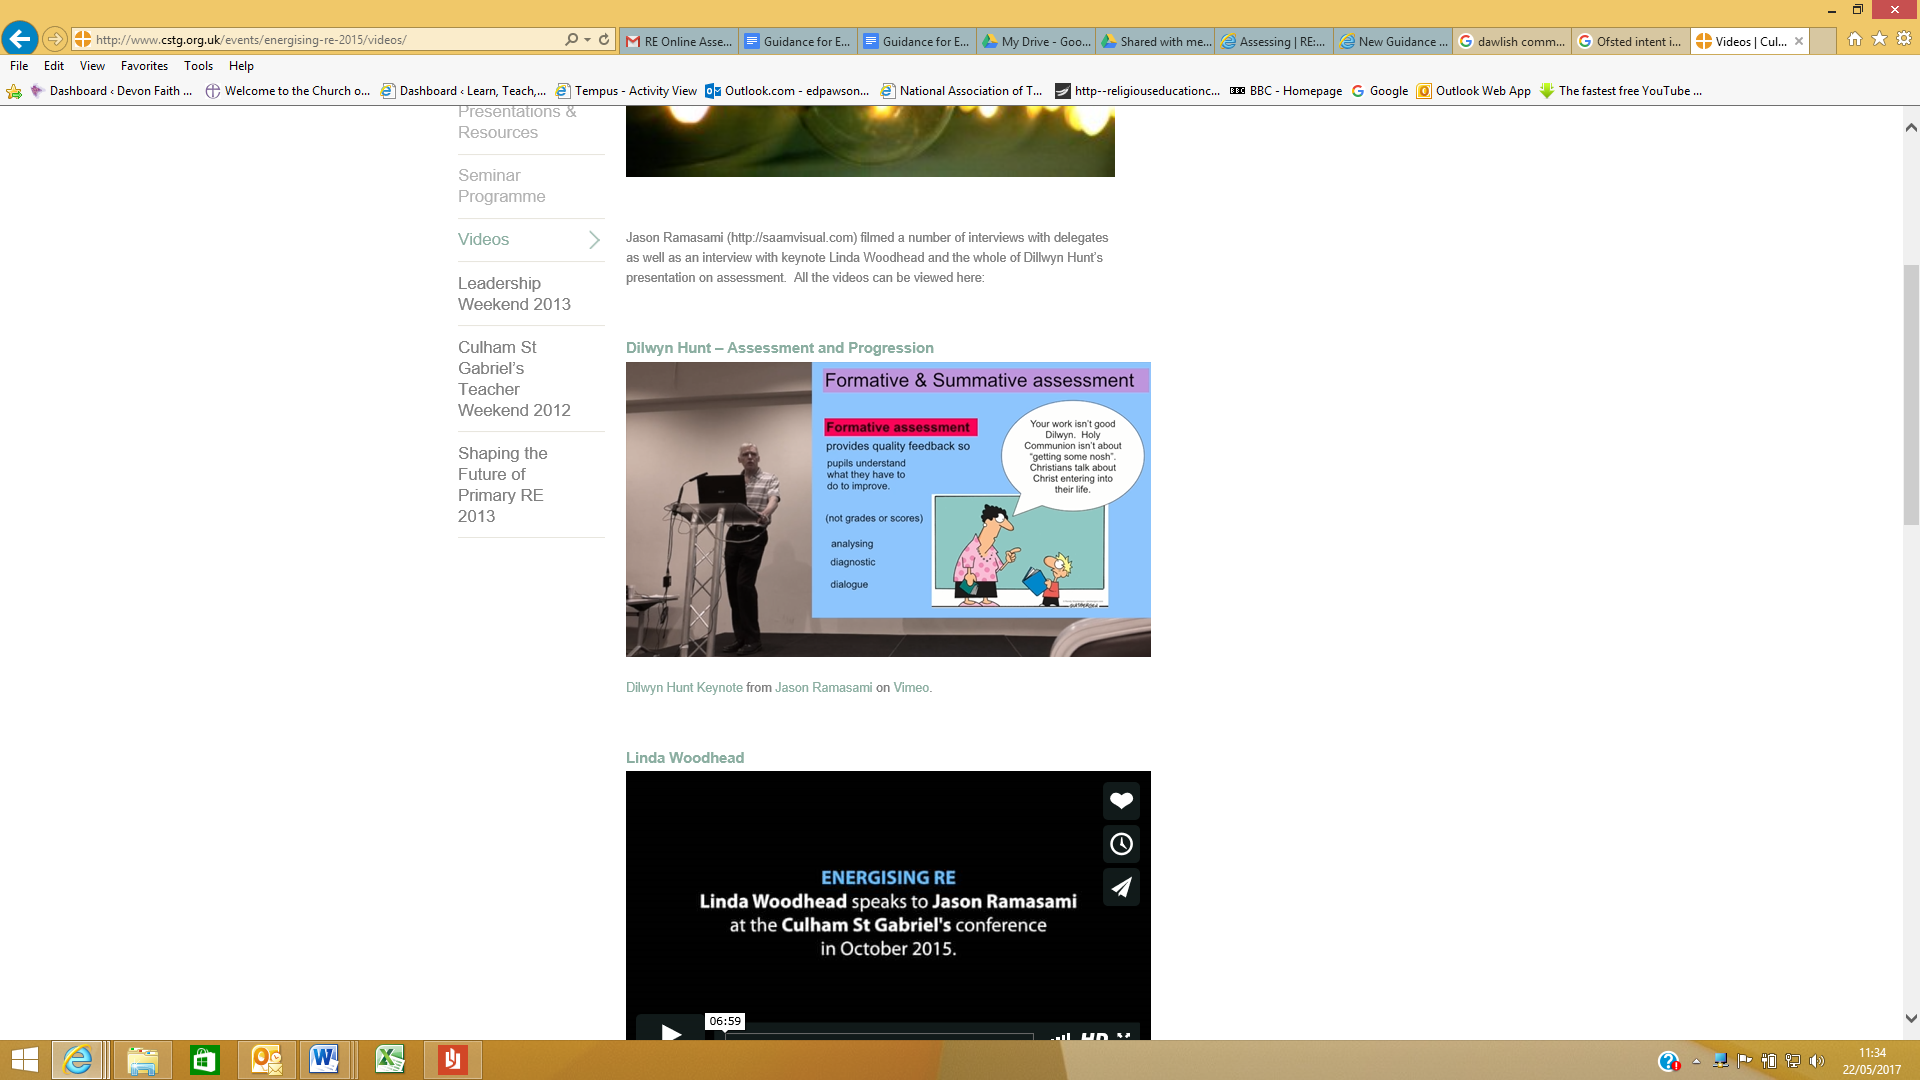 http://www.cstg.org.uk/events/energising-re-2015/videos/
RE Online Asse...
Guidance for E...
Guidance for E...
My Drive - Goo...
Shared with me...
Assessing | RE:...
New Guidance ...
dawlish comm...
Ofsted intent i...
Videos | Cul...
File Edit View Favorites Tools Help
Dashboard ‹ Devon Faith ...
Welcome to the Church o...
Dashboard ‹ Learn, Teach,...
Tempus - Activity View
Outlook.com - edpawson...
National Association of T...
http--religiouseducationc...
BBC - Homepage
Google
Outlook Web App
The fastest free YouTube ...
Presentations &
Resources
Seminar
Programme
Videos
Leadership
Weekend 2013
Culham St
Gabriel's
Teacher
Weekend 2012
Shaping the
Future of
Primary RE
2013
Jason Ramasami (http://saamvisual.com) filmed a number of interviews with delegates
as well as an interview with keynote Linda Woodhead and the whole of Dillwyn Hunt's
presentation on assessment.  All the videos can be viewed here:
Dilwyn Hunt – Assessment and Progression
Formative & Summative assessment
Formative assessment
provides quality feedback so
pupils understand
what they have to
do to improve.
(not grades or scores)
analysing
diagnostic
dialogue
Your work isn't good
Dilwyn. Holy
Communion isn't about
"getting some nosh".
Christians talk about
Christ entering into
their life.
Dilwyn Hunt Keynote from Jason Ramasami on Vimeo.
Linda Woodhead
ENERGISING RE
Linda Woodhead speaks to Jason Ramasami
at the Culham St Gabriel's conference
in October 2015.
06:59
HD
11:34
22/05/2017